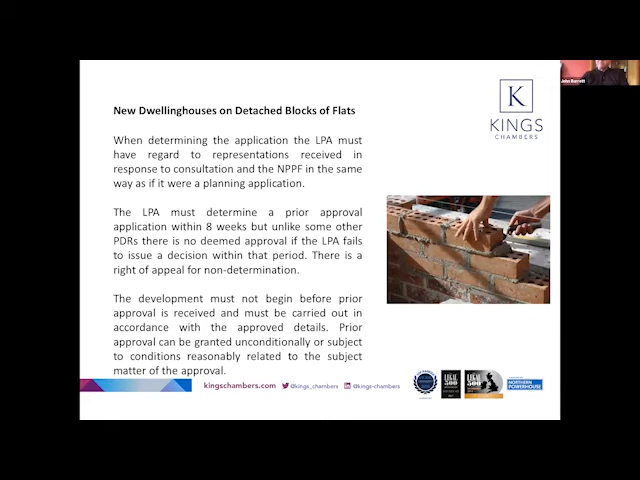 New Dwellinghouses on Detached Blocks of Flats
When determining the application the LPA must
have regard to representations received in
response to consultation and the NPPF in the same
way as if it were a planning application.
The LPA must determine a prior approval
application within 8 weeks but unlike some other
PDRs there is no deemed approval if the LPA fails
to issue a decision within that period. There is a
right of appeal for non-determination.
The development must not begin before prior
approval is received and must be carried out in
accordance with the approved details. Prior
approval can be granted unconditionally or subject
to conditions reasonably related to the subject
matter of the approval.
K
KINGS
CHAMBERS
John Barrett
kingschambers.com
@kings_chambers
@kings-chambers
LEGAL
500
LEGAL
500
NORTHERN
POWERHOUSE